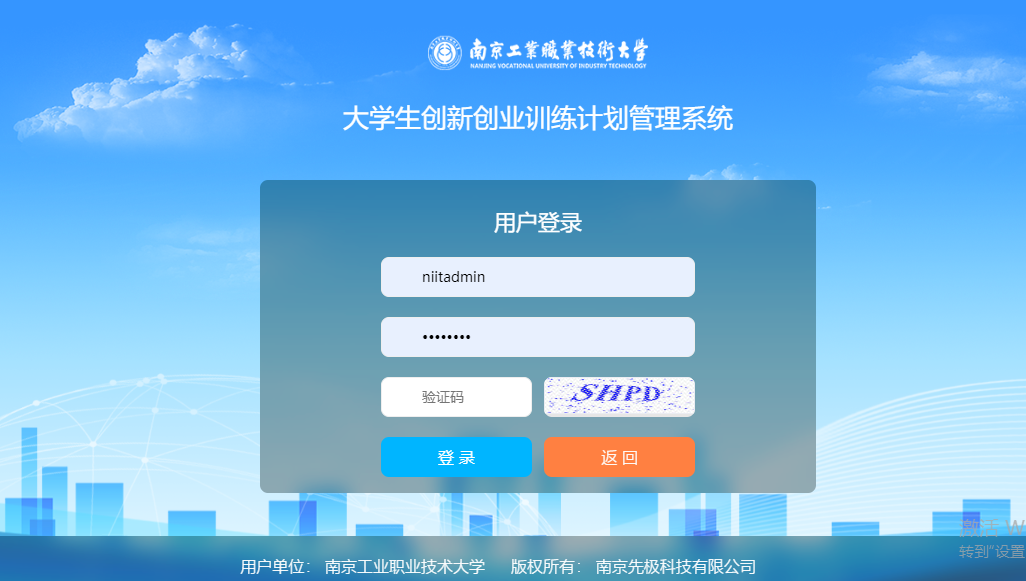 南京工業職業技術大学
NANJING VOCATIONAL UNIVERSITY OF INDUSTRY TECHNOLOGY
大学生创新创业训练计划管理系统
用户登录
niitadmin
••••••••
验证码 SHPD
登 录 返 回
激活 W
转到"设置
用户单位： 南京工业职业技术大学 版权所有： 南京先极科技有限公司